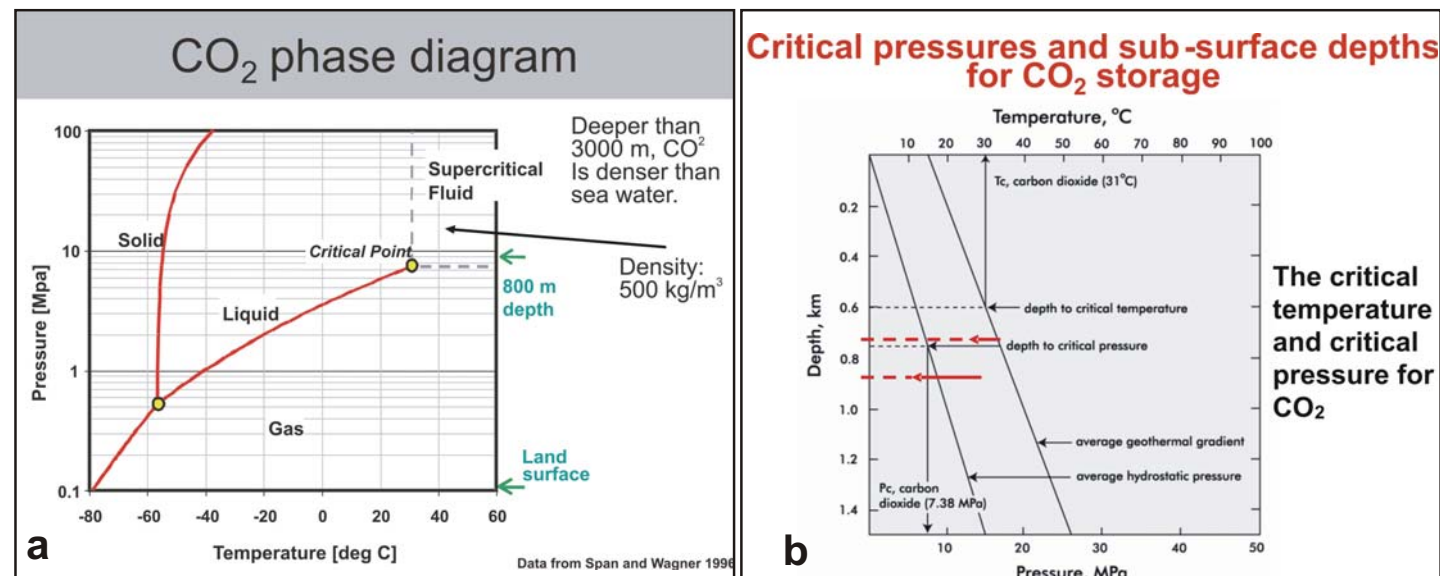 CO₂ phase diagram
100
10
1
0.1
Pressure [Mpa]
Solid
Liquid
Gas
Critical Point
Supercritical
Fluid
Deeper than
3000 m, CO²
Is denser than
sea water.
Density:
500 kg/m³
800 m
depth
Land
surface
-80 -60 -40 -20 0 20 40 60
Temperature [deg C]
Data from Span and Wagner 1996
a
Critical pressures and sub-surface depths
for CO₂ storage
Temperature, °C
10 20 30 40 50 60 70 80 90 100
Tc, carbon dioxide (31°C)
0.2
0.4
0.6
0.8
1.0
1.2
1.4
Depth, km
depth to critical temperature
depth to critical pressure
average geothermal gradient
average hydrostatic pressure
Pc, carbon
dioxide (7.38 MPa)
10 20 30 40 50
Pressure, MPa
The critical
temperature
and critical
pressure for
CO₂
b